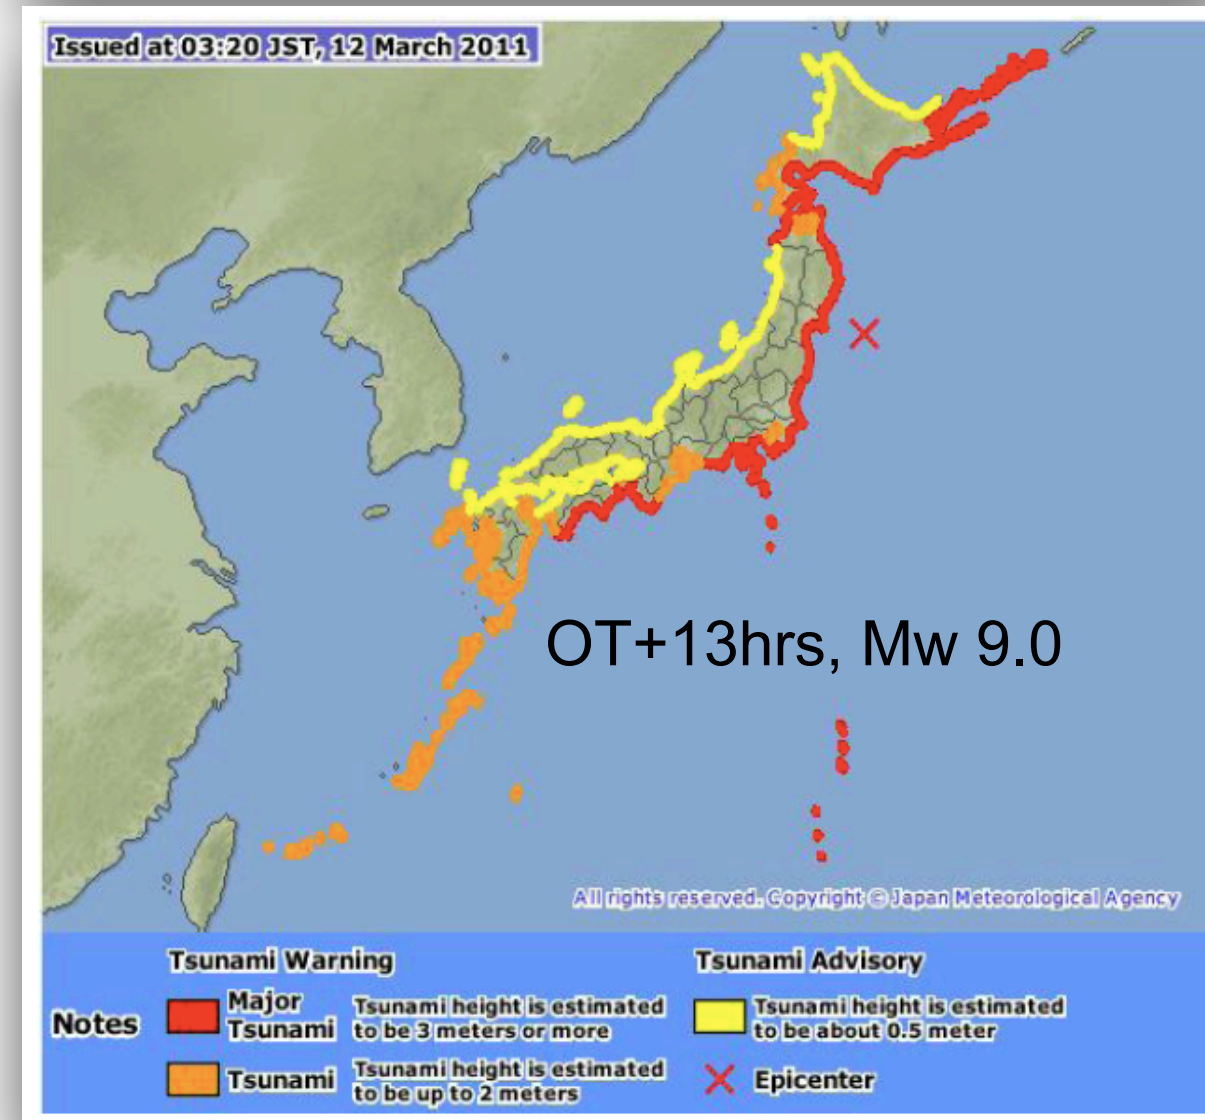 Issued at 03:20 JST, 12 March 2011
OT+13hrs, Mw 9.0
All rights reserved. Copyright © Japan Meteorological Agency
Notes
Tsunami Warning
Major
Tsunami
Tsunami height is estimated
to be 3 meters or more
Tsunami
Tsunami height is estimated
to be up to 2 meters
Tsunami Advisory
Tsunami height is estimated
to be about 0.5 meter
Epicenter